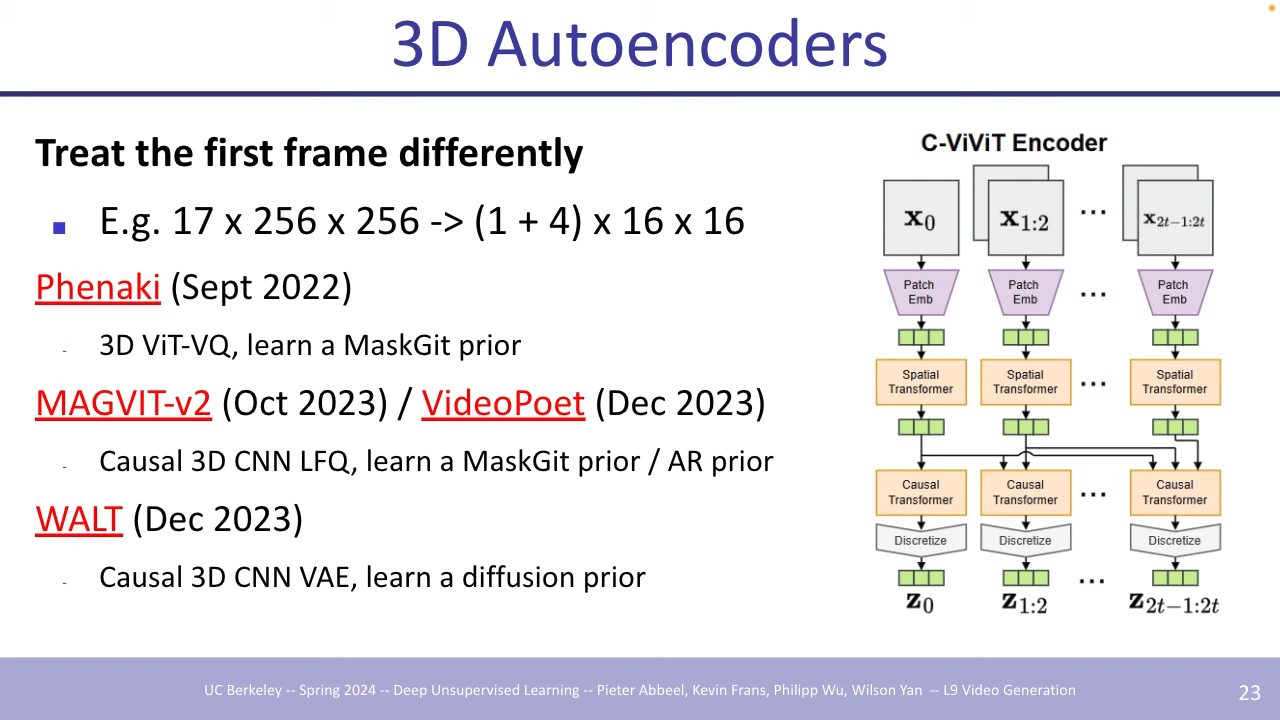 3D Autoencoders
Treat the first frame differently
E.g. 17 x 256 x 256 -> (1 + 4) x 16 x 16
Phenaki (Sept 2022)
- 3D ViT-VQ, learn a MaskGit prior
MAGVIT-v2 (Oct 2023) / VideoPoet (Dec 2023)
- Causal 3D CNN LFQ, learn a MaskGit prior / AR prior
WALT (Dec 2023)
- Causal 3D CNN VAE, learn a diffusion prior
C-ViViT Encoder
x0 x1:2 ... x2t−1:2t
Patch Emb Patch Emb ... Patch Emb
Spatial Transformer Spatial Transformer ... Spatial Transformer
Causal Transformer Causal Transformer ... Causal Transformer
Discretize Discretize Discretize
z0 z1:2 ... z2t−1:2t
UC Berkeley -- Spring 2024 -- Deep Unsupervised Learning -- Pieter Abbeel, Kevin Frans, Philipp Wu, Wilson Yan -- L9 Video Generation
23